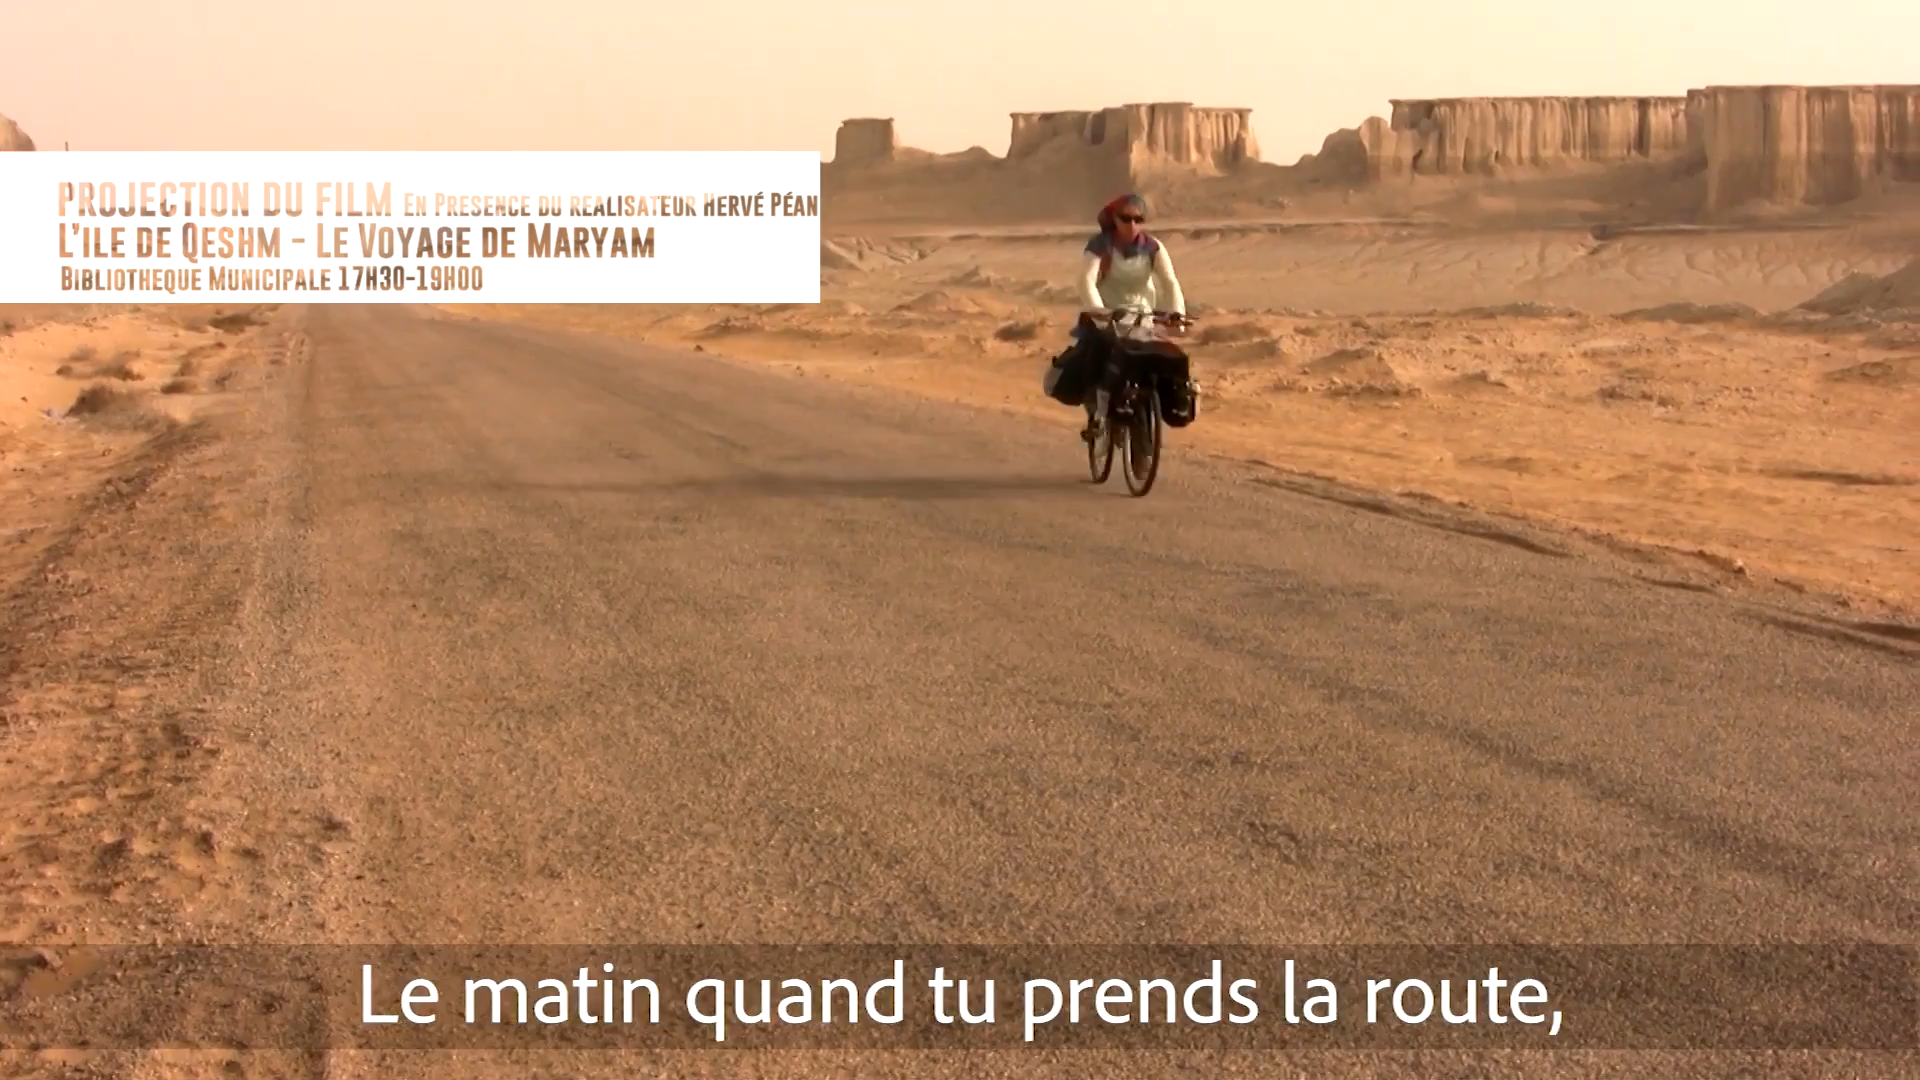 PROJECTION DU FILM EN PRESENCE DU REALISATEUR HERVÉ PÉAN
L'ILE DE QESHM - LE VOYAGE DE MARYAM
BIBLIOTHEQUE MUNICIPALE 17H30-19H00
Le matin quand tu prends la route,